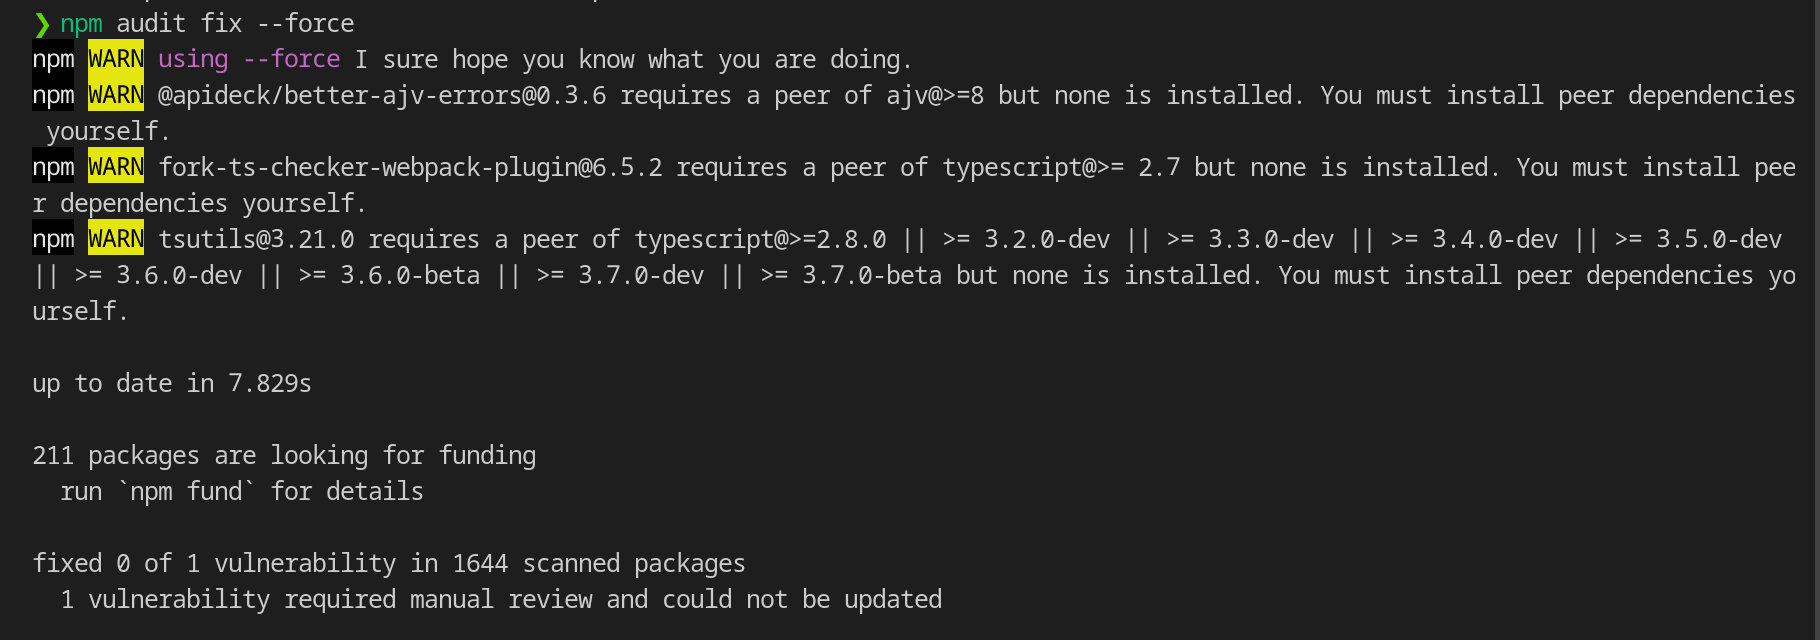 ❯ npm audit fix --force
npm WARN using --force I sure hope you know what you are doing.
npm WARN @apideck/better-ajv-errors@0.3.6 requires a peer of ajv@>=8 but none is installed. You must install peer dependencies
 yourself.
npm WARN fork-ts-checker-webpack-plugin@6.5.2 requires a peer of typescript@>= 2.7 but none is installed. You must install pee
r dependencies yourself.
npm WARN tsutils@3.21.0 requires a peer of typescript@>=2.8.0 || >= 3.2.0-dev || >= 3.3.0-dev || >= 3.4.0-dev || >= 3.5.0-dev
|| >= 3.6.0-dev || >= 3.6.0-beta || >= 3.7.0-dev || >= 3.7.0-beta but none is installed. You must install peer dependencies yo
urself.
up to date in 7.829s
211 packages are looking for funding
  run `npm fund` for details
fixed 0 of 1 vulnerability in 1644 scanned packages
  1 vulnerability required manual review and could not be updated